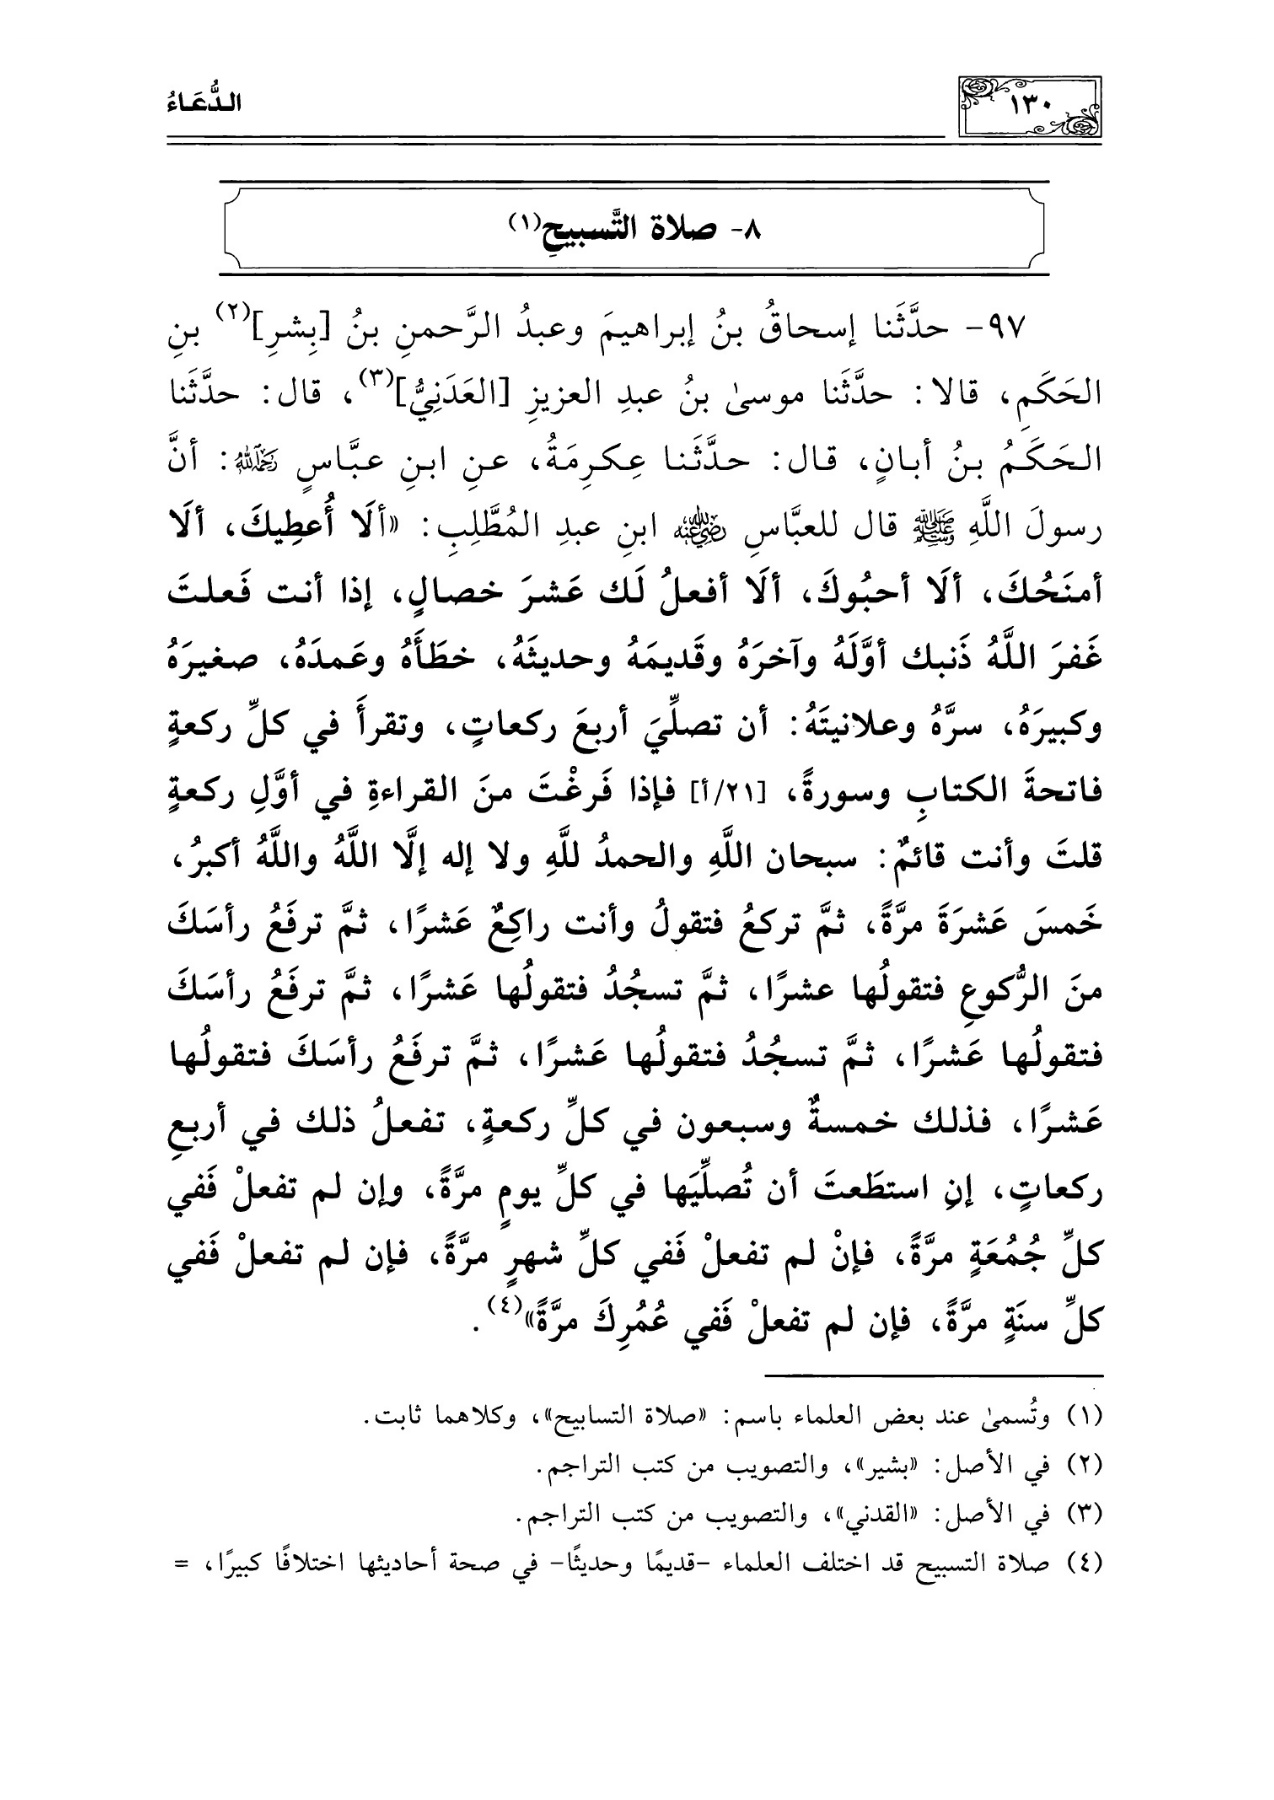 ١٣٠
الدُّعَاءُ
٨- صلاة التَّسبيحِ(١)
٩٧- حدَّثَنا إسحاقُ بنُ إبراهيمَ وعبدُ الرَّحمنِ بنُ [بِشرِ](٢) بنِ
الحَكَمِ، قالا: حدَّثَنا موسىٰ بنُ عبدِ العزيزِ [العَدَنِيُّ](٣)، قال: حدَّثَنا
الحَكَمُ بنُ أبانٍ، قال: حدَّثَنا عِكرِمَةُ، عنِ ابنِ عبَّاسٍ رحمه الله: أنَّ
رسولَ اللَّهِ ﷺ قال للعبَّاسِ رضي الله عنه ابنِ عبدِ المُطَّلِبِ: «ألَا أُعطِيكَ، ألَا
أمنَحُكَ، ألَا أحبُوكَ، ألَا أفعلُ لَك عَشرَ خصالٍ، إذا أنت فَعلتَ
غَفرَ اللَّهُ ذَنبك أوَّلَهُ وآخرَهُ وقَديمَهُ وحديثَهُ، خطَأَهُ وعَمدَهُ، صغيرَهُ
وكبيرَهُ، سرَّهُ وعلانيتَهُ: أن تصلِّيَ أربعَ ركعاتٍ، وتقرأَ في كلِّ ركعةٍ
فاتحةَ الكتابِ وسورةً، [٢١/أ] فإذا فَرغْتَ منَ القراءةِ في أوَّلِ ركعةٍ
قلتَ وأنت قائمٌ: سبحان اللَّهِ والحمدُ للَّهِ ولا إله إلَّا اللَّهُ واللَّهُ أكبرُ،
خَمسَ عَشرَةَ مرَّةً، ثمَّ تركعُ فتقولُ وأنت راكِعٌ عَشرًا، ثمَّ ترفَعُ رأسَكَ
منَ الرُّكوعِ فتقولُها عشرًا، ثمَّ تسجُدُ فتقولُها عَشرًا، ثمَّ ترفَعُ رأسَكَ
فتقولُها عَشرًا، ثمَّ تسجُدُ فتقولُها عَشرًا، ثمَّ ترفَعُ رأسَكَ فتقولُها
عَشرًا، فذلك خمسةٌ وسبعون في كلِّ ركعةٍ، تفعلُ ذلك في أربعِ
ركعاتٍ، إنِ استطَعتَ أن تُصلِّيَها في كلِّ يومٍ مرَّةً، وإن لم تفعلْ فَفي
كلِّ جُمُعَةٍ مرَّةً، فإنْ لم تفعلْ فَفي كلِّ شهرٍ مرَّةً، فإن لم تفعلْ فَفي
كلِّ سنَةٍ مرَّةً، فإن لم تفعلْ فَفي عُمُرِكَ مرَّةً»(٤).
(١) وتُسمىٰ عند بعض العلماء باسم: «صلاة التسابيح»، وكلاهما ثابت.
(٢) في الأصل: «بشير»، والتصويب من كتب التراجم.
(٣) في الأصل: «القدني»، والتصويب من كتب التراجم.
(٤) صلاة التسبيح قد اختلف العلماء -قديمًا وحديثًا- في صحة أحاديثها اختلافًا كبيرًا، =